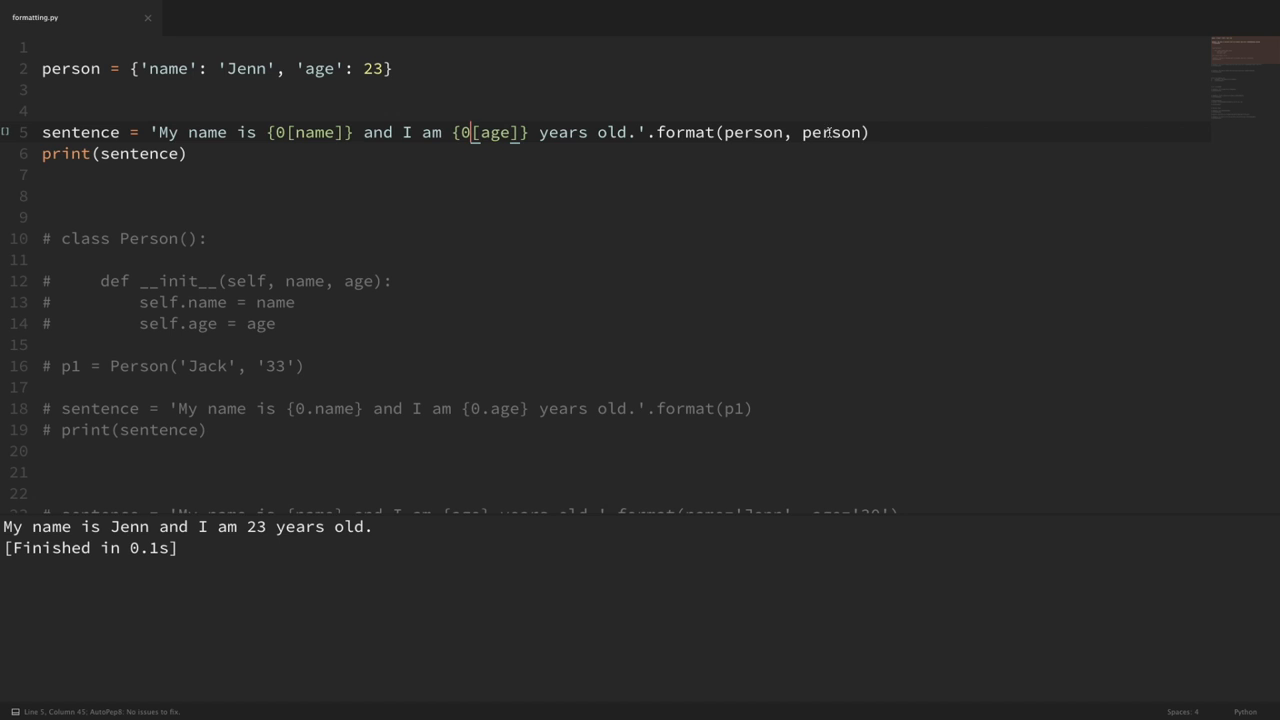 formatting.py
1
2 person = {'name': 'Jenn', 'age': 23}
3
4
5 sentence = 'My name is {0[name]} and I am {0[age]} years old.'.format(person, person)
6 print(sentence)
7
8
9
10 # class Person():
11
12 #     def __init__(self, name, age):
13 #         self.name = name
14 #         self.age = age
15
16 # p1 = Person('Jack', '33')
17
18 # sentence = 'My name is {0.name} and I am {0.age} years old.'.format(p1)
19 # print(sentence)
20
21
22
My name is Jenn and I am 23 years old.
[Finished in 0.1s]
Line 5, Column 45; AutoPep8: No issues to fix.
Spaces: 4
Python